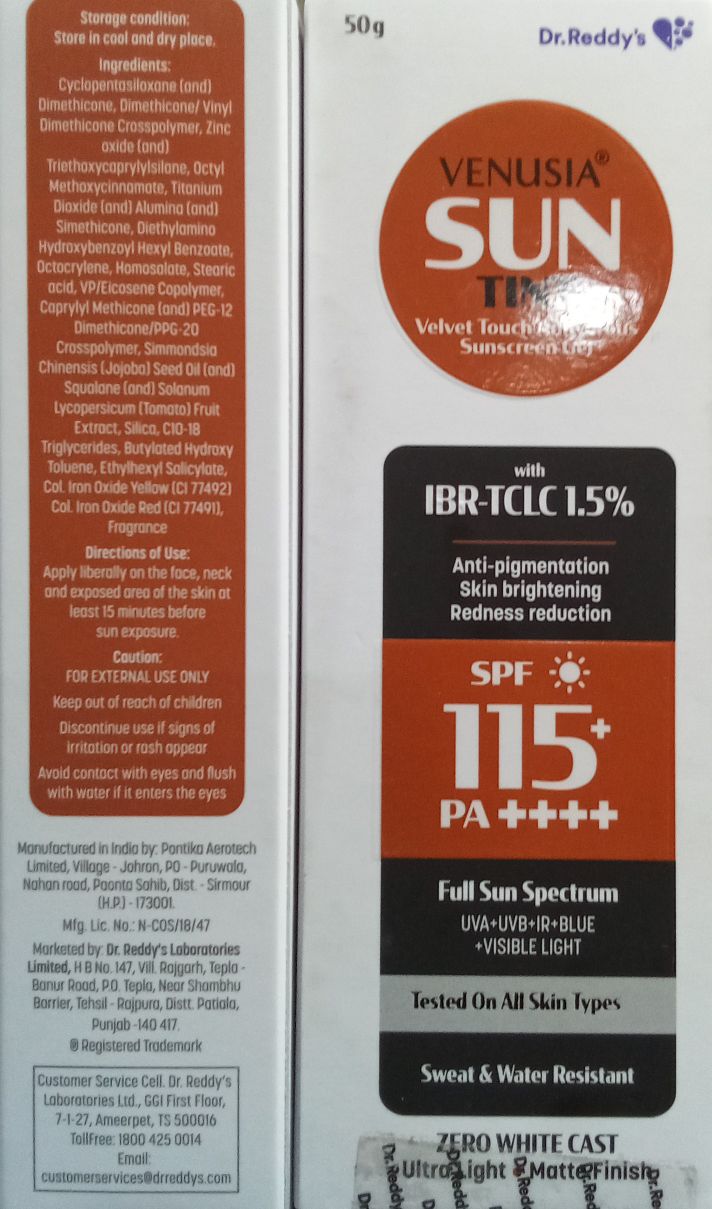 Storage condition:
Store in cool and dry place.
Ingredients:
Cyclopentasiloxane (and)
Dimethicone, Dimethicone/ Vinyl
Dimethicone Crosspolymer, Zinc
oxide (and)
Triethoxycaprylylsilane, Octyl
Methoxycinnamate, Titanium
Dioxide (and) Alumina (and)
Simethicone, Diethylamino
Hydroxybenzoyl Hexyl Benzoate,
Octocrylene, Homosalate, Stearic
acid, VP/Eicosene Copolymer,
Caprylyl Methicone (and) PEG-12
Dimethicone/PPG-20
Crosspolymer, Simmondsia
Chinensis (Jojoba) Seed Oil (and)
Squalane (and) Solanum
Lycopersicum (Tomato) Fruit
Extract, Silica, C10-18
Triglycerides, Butylated Hydroxy
Toluene, Ethylhexyl Salicylate,
Col. Iron Oxide Yellow (CI 77492)
Col. Iron Oxide Red (CI 77491),
Fragrance
Directions of Use:
Apply liberally on the face, neck
and exposed area of the skin at
least 15 minutes before
sun exposure.
Caution:
FOR EXTERNAL USE ONLY
Keep out of reach of children
Discontinue use if signs of
irritation or rash appear
Avoid contact with eyes and flush
with water if it enters the eyes
Manufactured in India by: Pontika Aerotech
Limited, Village - Johron, PO - Puruwala,
Nahan road, Paonta Sahib, Dist. - Sirmour
(H.P.) - 173001.
Mfg. Lic. No.: N-COS/18/47
Marketed by: Dr. Reddy's Laboratories
Limited, H B No. 147, Vill. Rajgarh, Tepla -
Banur Road, P.O. Tepla, Near Shambhu
Barrier, Tehsil - Rajpura, Distt. Patiala,
Punjab -140 417.
® Registered Trademark
Customer Service Cell. Dr. Reddy's
Laboratories Ltd., GGI First Floor,
7-1-27, Ameerpet, TS 500016
TollFree: 1800 425 0014
Email:
customerservices@drreddys.com
50g
Dr.Reddy's
VENUSIA®
SUN
Velvet Touch
Sunscreen Gel
with
IBR-TCLC 1.5%
Anti-pigmentation
Skin brightening
Redness reduction
SPF
115+
PA ++++
Full Sun Spectrum
UVA+UVB+IR+BLUE
+VISIBLE LIGHT
Tested On All Skin Types
Sweat & Water Resistant
ZERO WHITE CAST
Ultra Light Matte Finish
Dr.Reddy